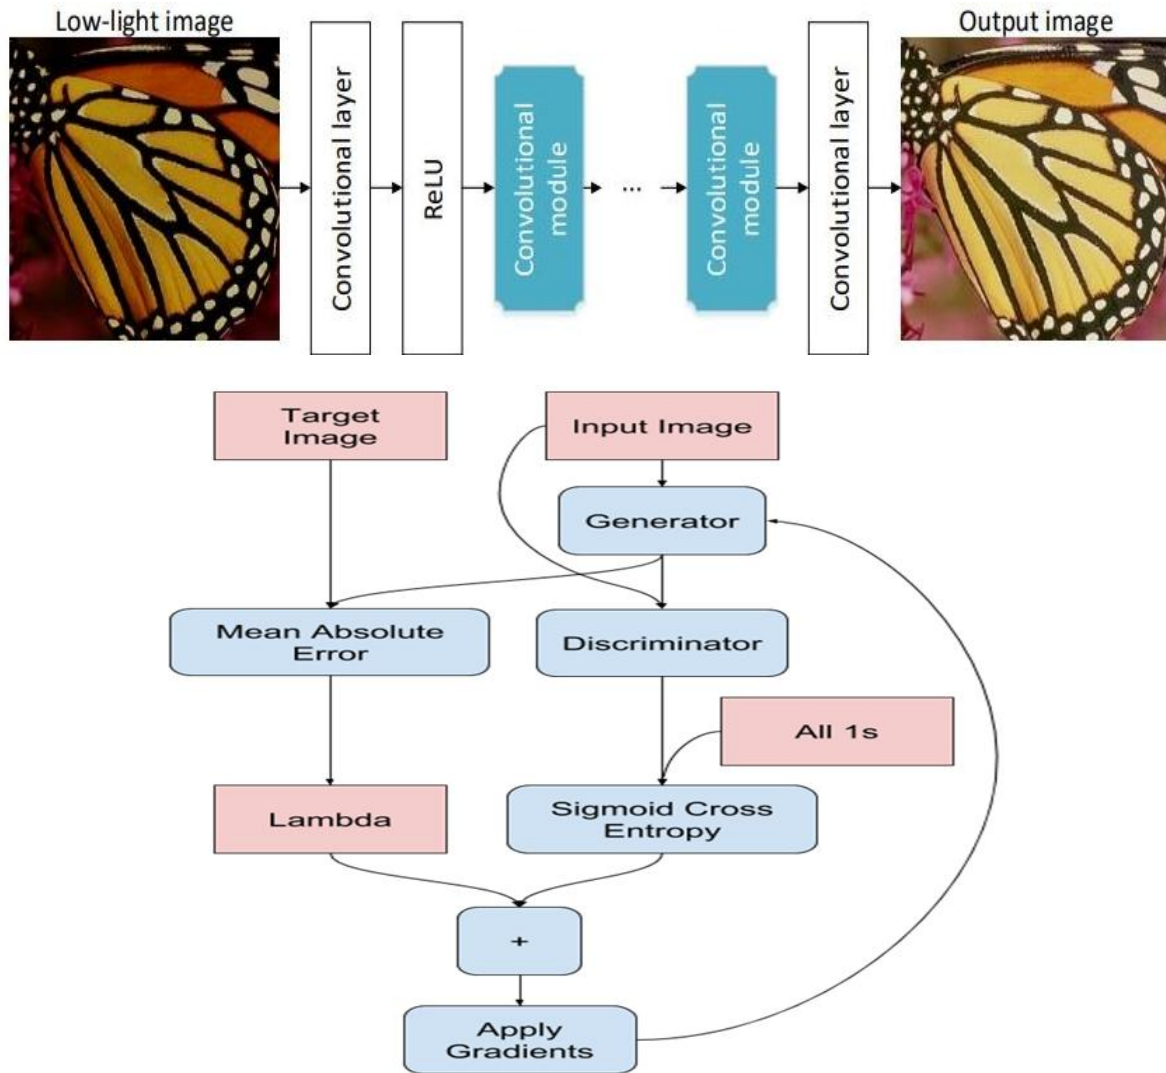 Low-light image
Output image
Convolutional layer
ReLU
Convolutional
module
...
Convolutional
module
Convolutional layer
Target
Image
Input Image
Generator
Mean Absolute
Error
Discriminator
All 1s
Lambda
Sigmoid Cross
Entropy
+
Apply
Gradients